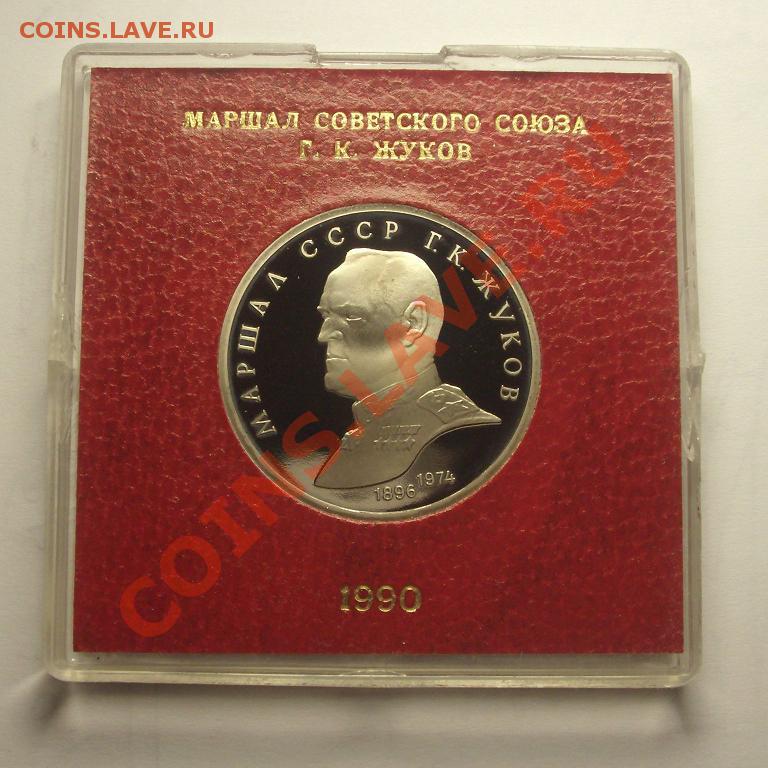 COINS.LAVE.RU
МАРШАЛ СОВЕТСКОГО СОЮЗА
Г. К. ЖУКОВ
МАРШАЛ СССР Г.К. ЖУКОВ
1896
1974
1990
COINS.LAVE.RU